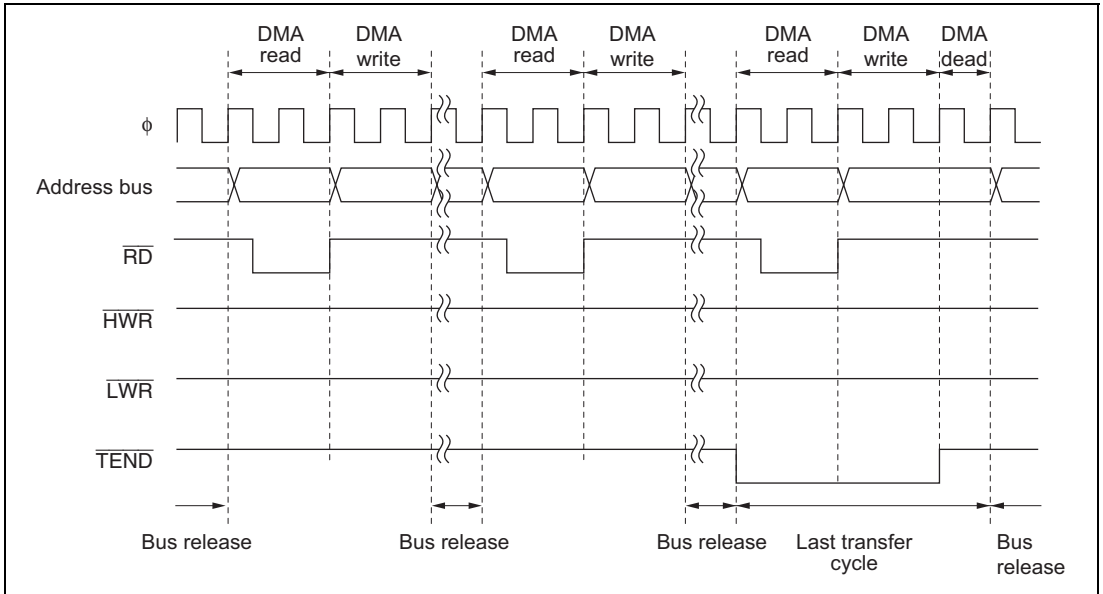 DMA read
DMA write
DMA read
DMA write
DMA read
DMA write
DMA dead
ϕ
Address bus
RD
HWR
LWR
TEND
Bus release
Bus release
Bus release
Last transfer cycle
Bus release